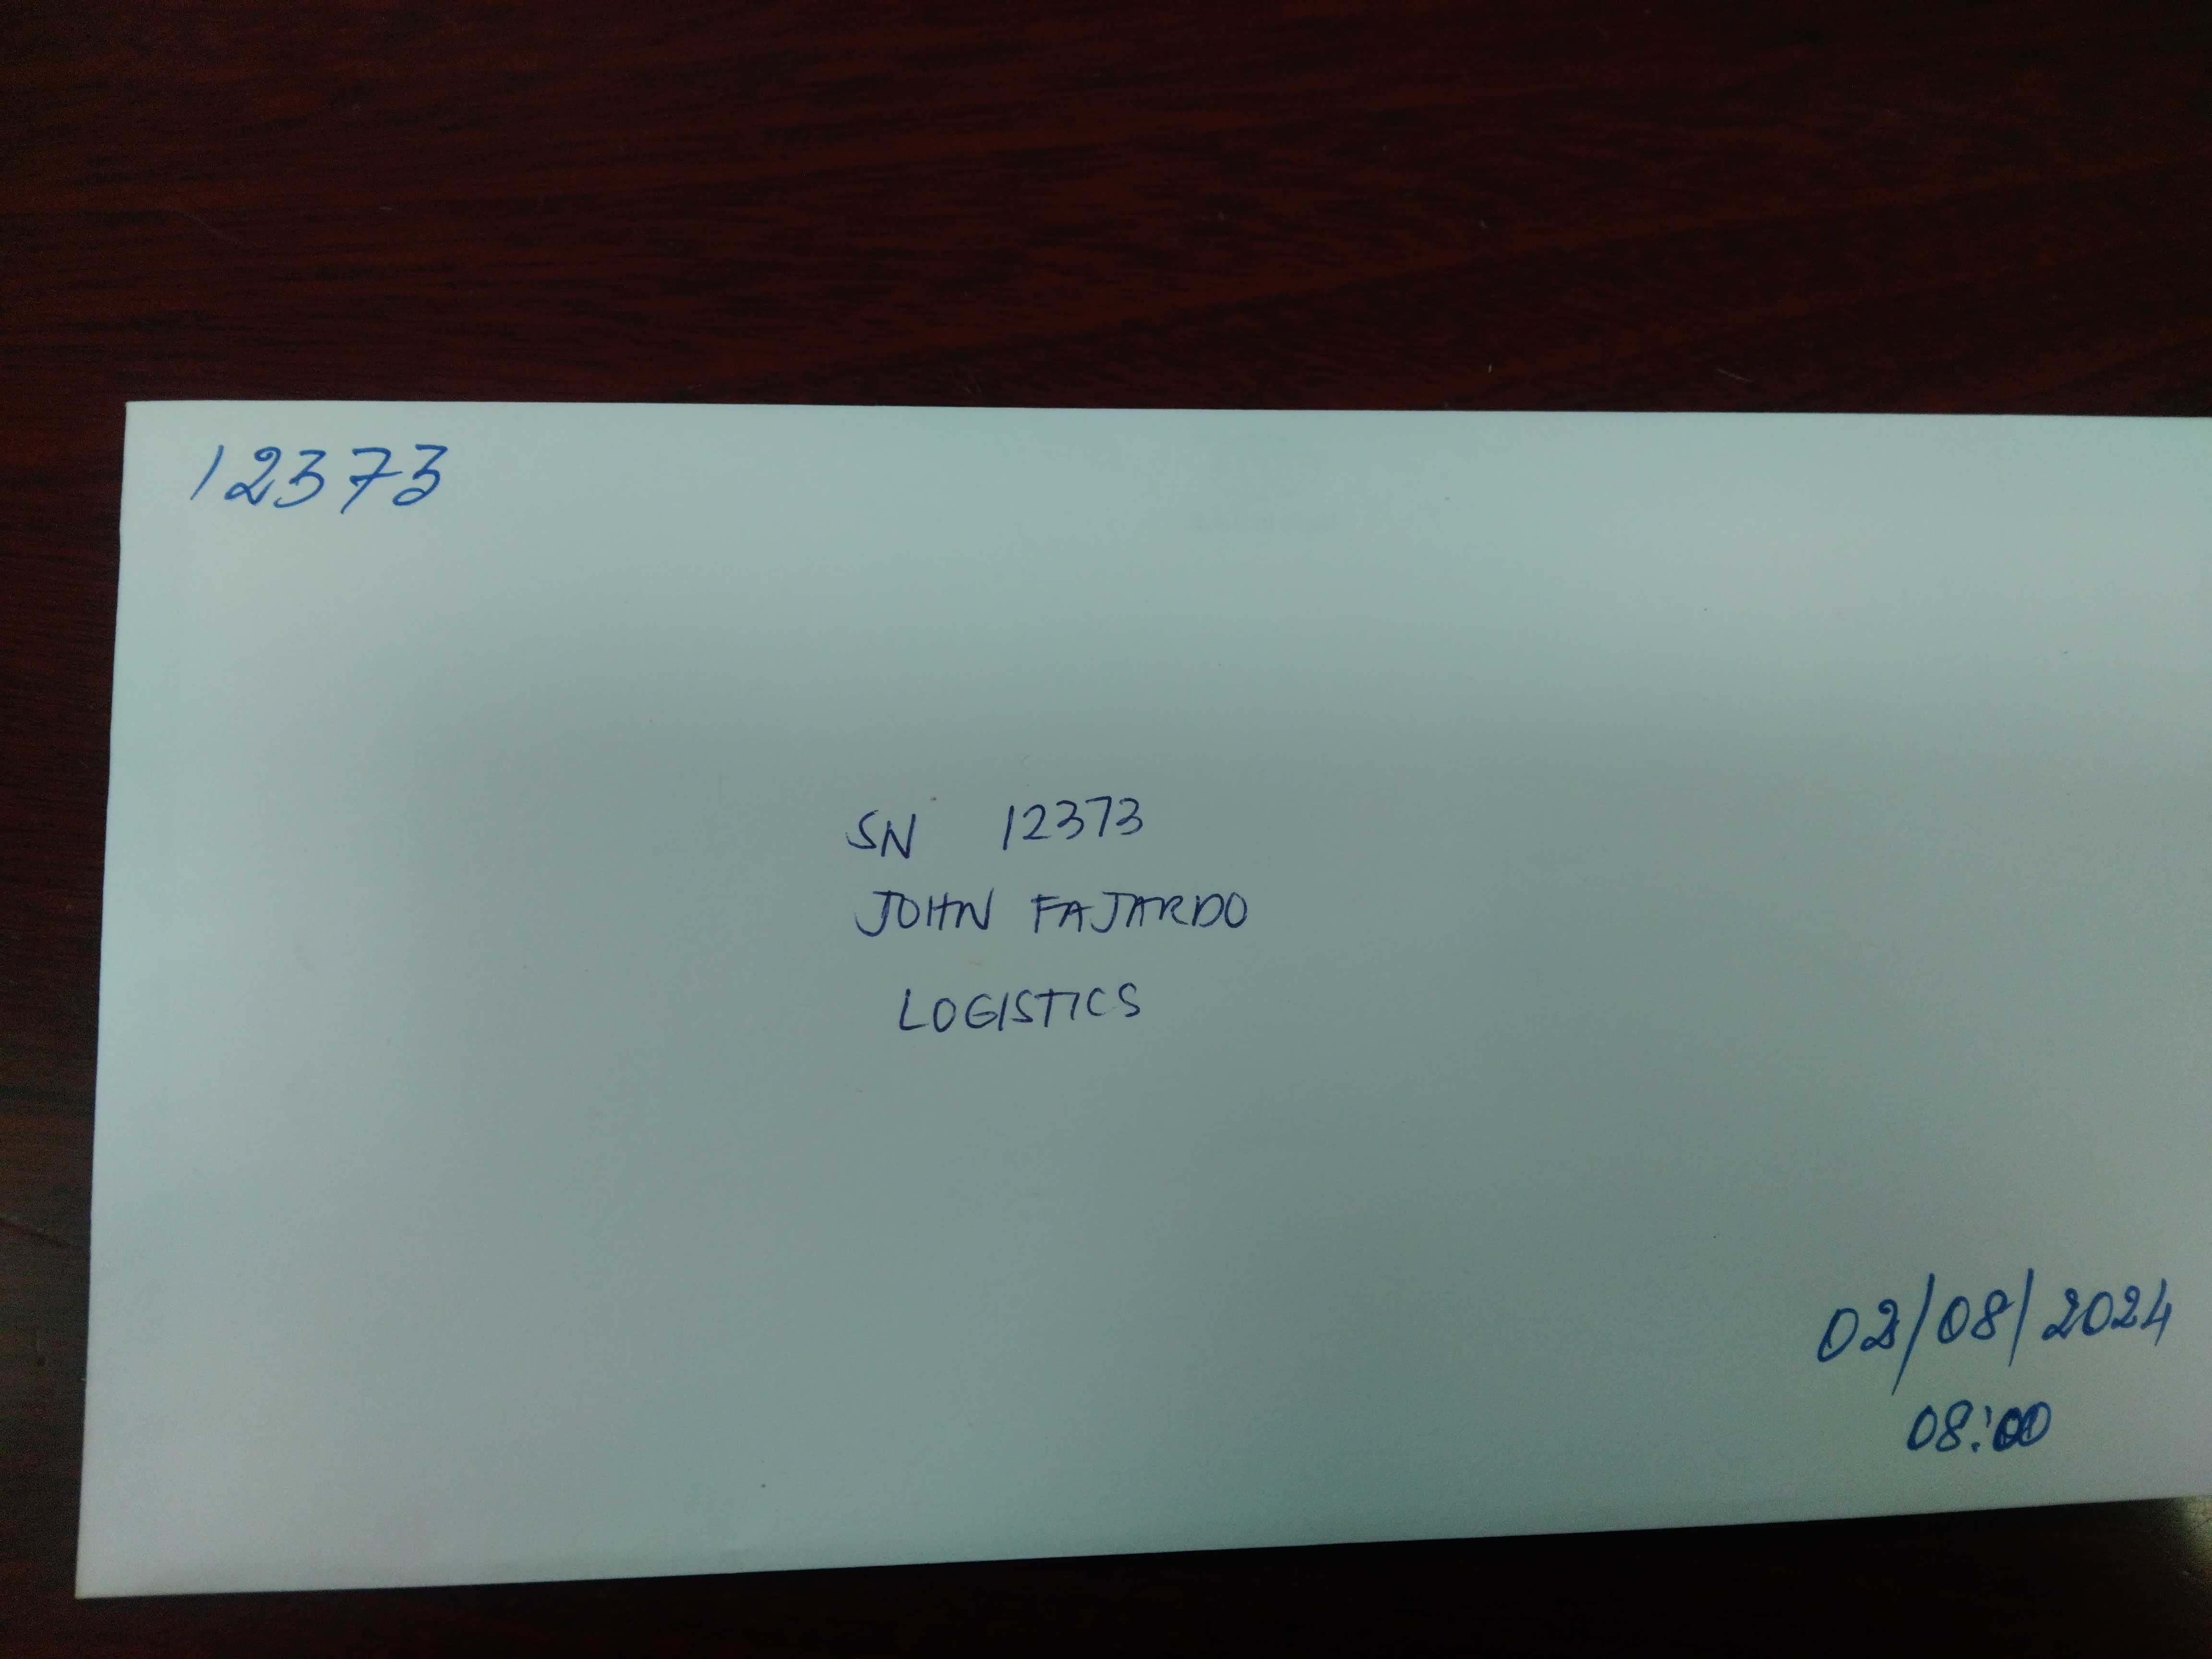 12373
SN 12373
JOHN FAJARDO
LOGISTICS
02/08/2024
08:00